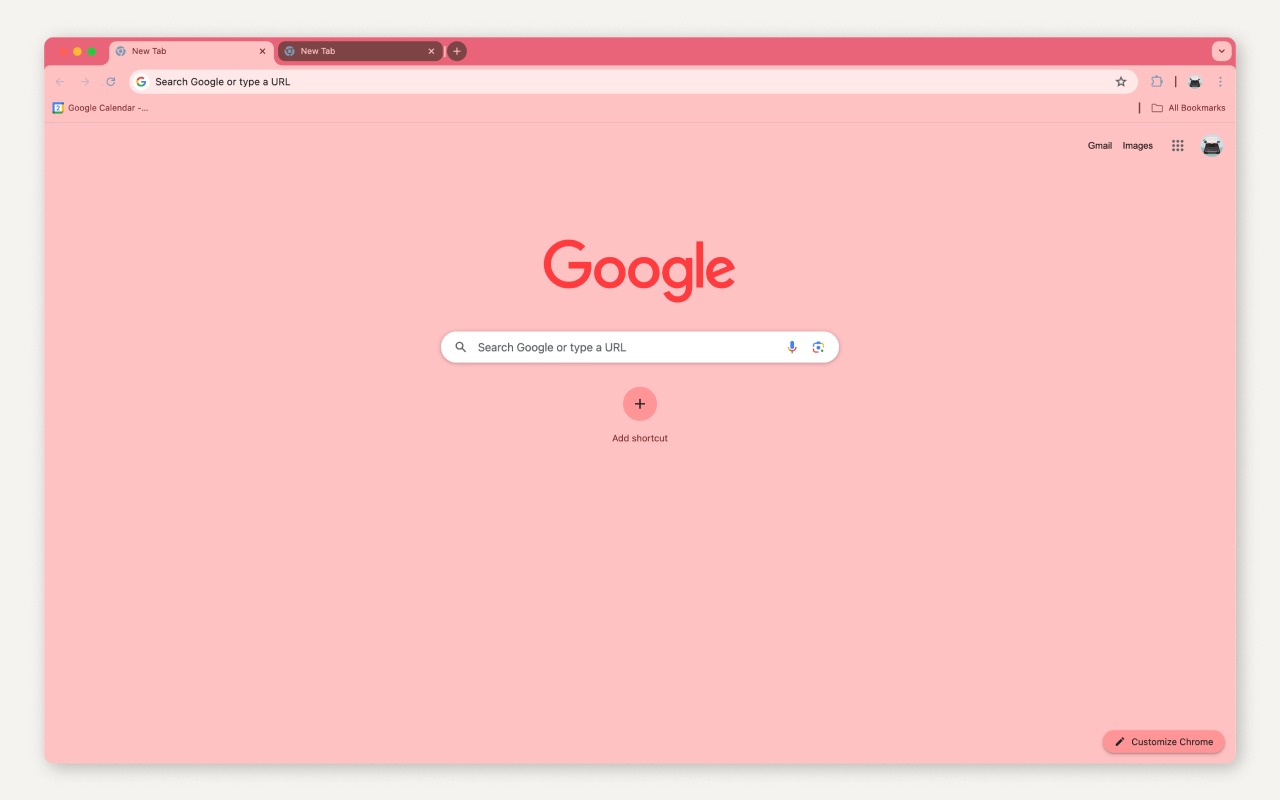 New Tab
New Tab
Search Google or type a URL
Google Calendar -...
All Bookmarks
Gmail
Images
Google
Search Google or type a URL
Add shortcut
Customize Chrome